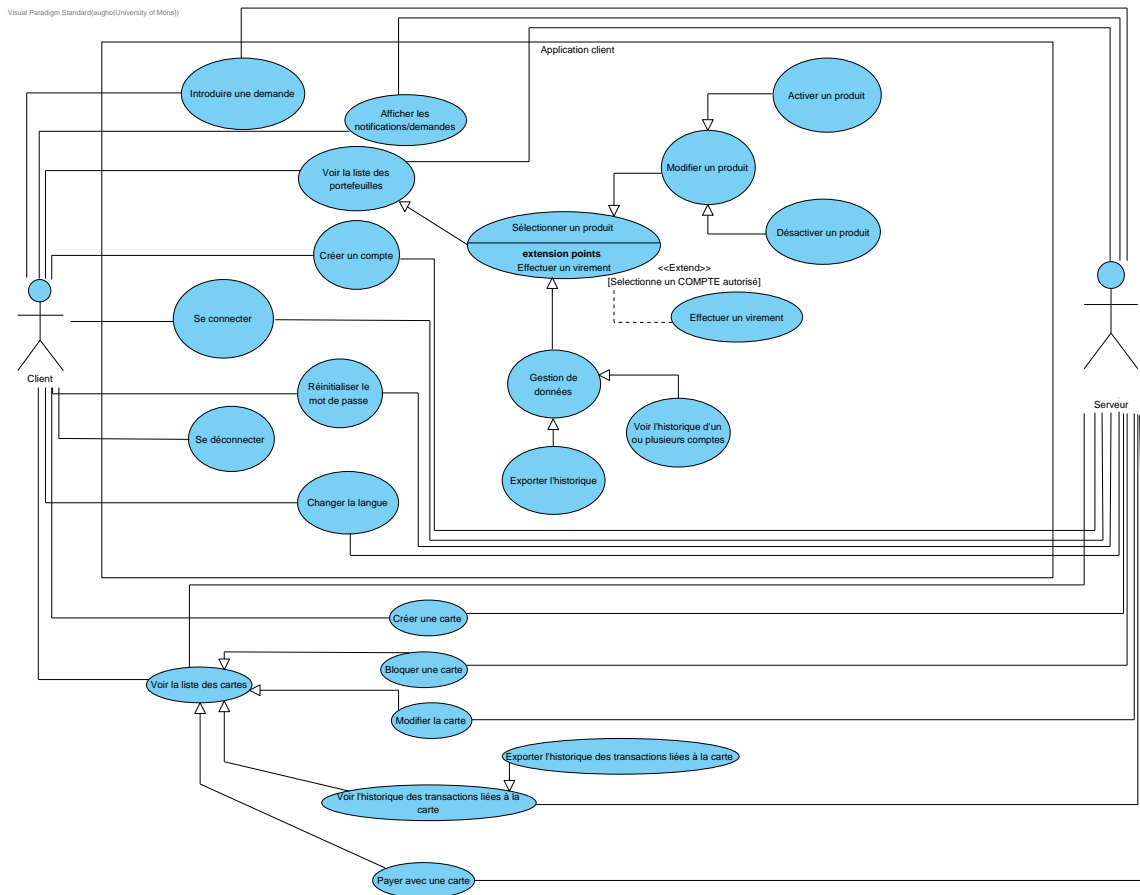 Visual Paradigm Standard(augho(University of Mons))
Application client
Introduire une demande
Afficher les
notifications/demandes
Activer un produit
Voir la liste des
portefeuilles
Modifier un produit
Sélectionner un produit
extension points
Effectuer un virement
Désactiver un produit
Créer un compte
<<Extend>>
[Selectionne un COMPTE autorisé]
Effectuer un virement
Se connecter
Client
Serveur
Réinitialiser le
mot de passe
Gestion de
données
Se déconnecter
Voir l'historique d'un
ou plusieurs comptes
Exporter l'historique
Changer la langue
Créer une carte
Bloquer une carte
Voir la liste des cartes
Modifier la carte
Exporter l'historique des transactions liées à la carte
Voir l'historique des transactions liées à la
carte
Payer avec une carte